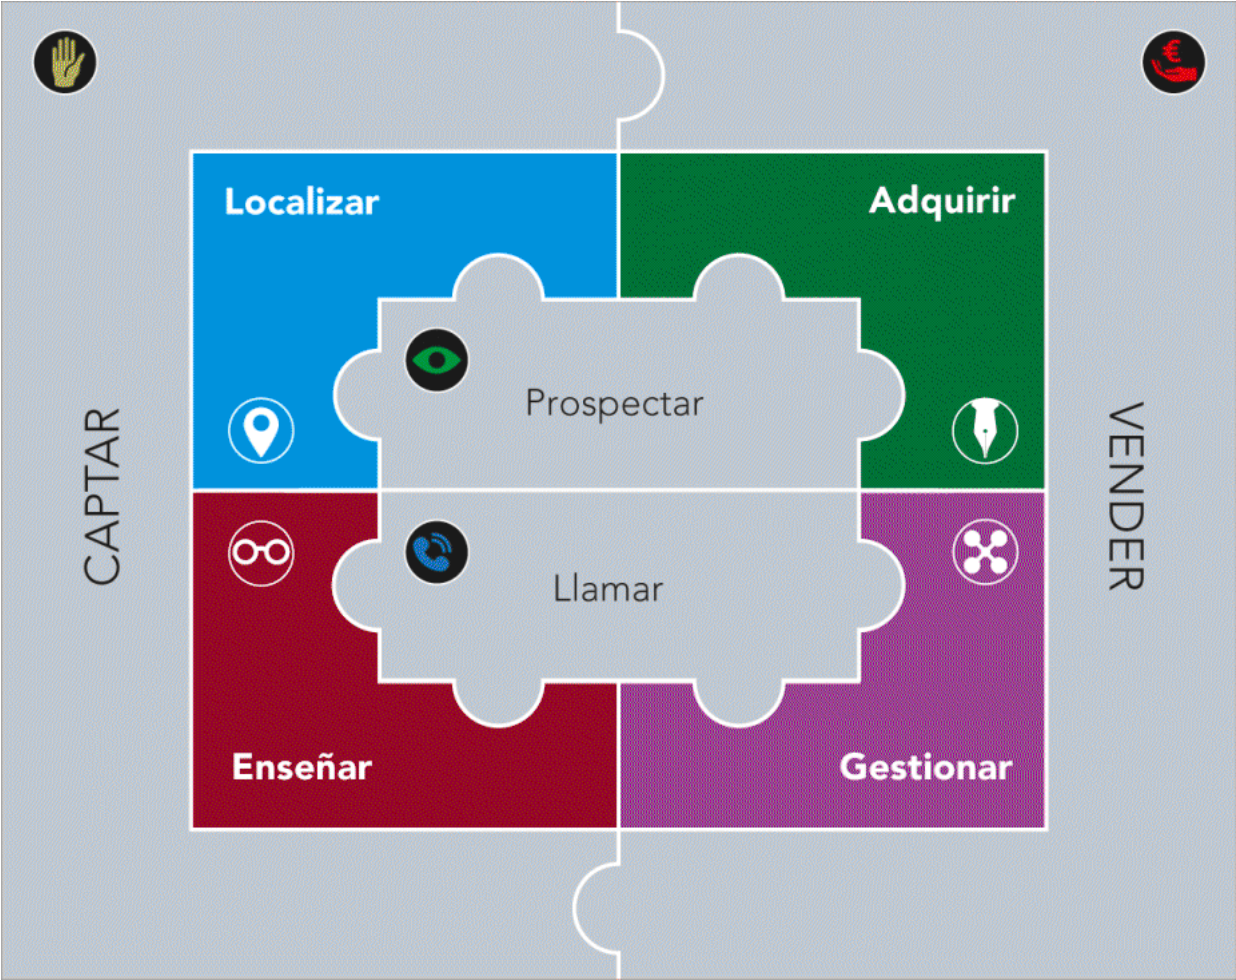 Localizar
Adquirir
CAPTAR
Prospectar
VENDER
Llamar
Enseñar
Gestionar
€